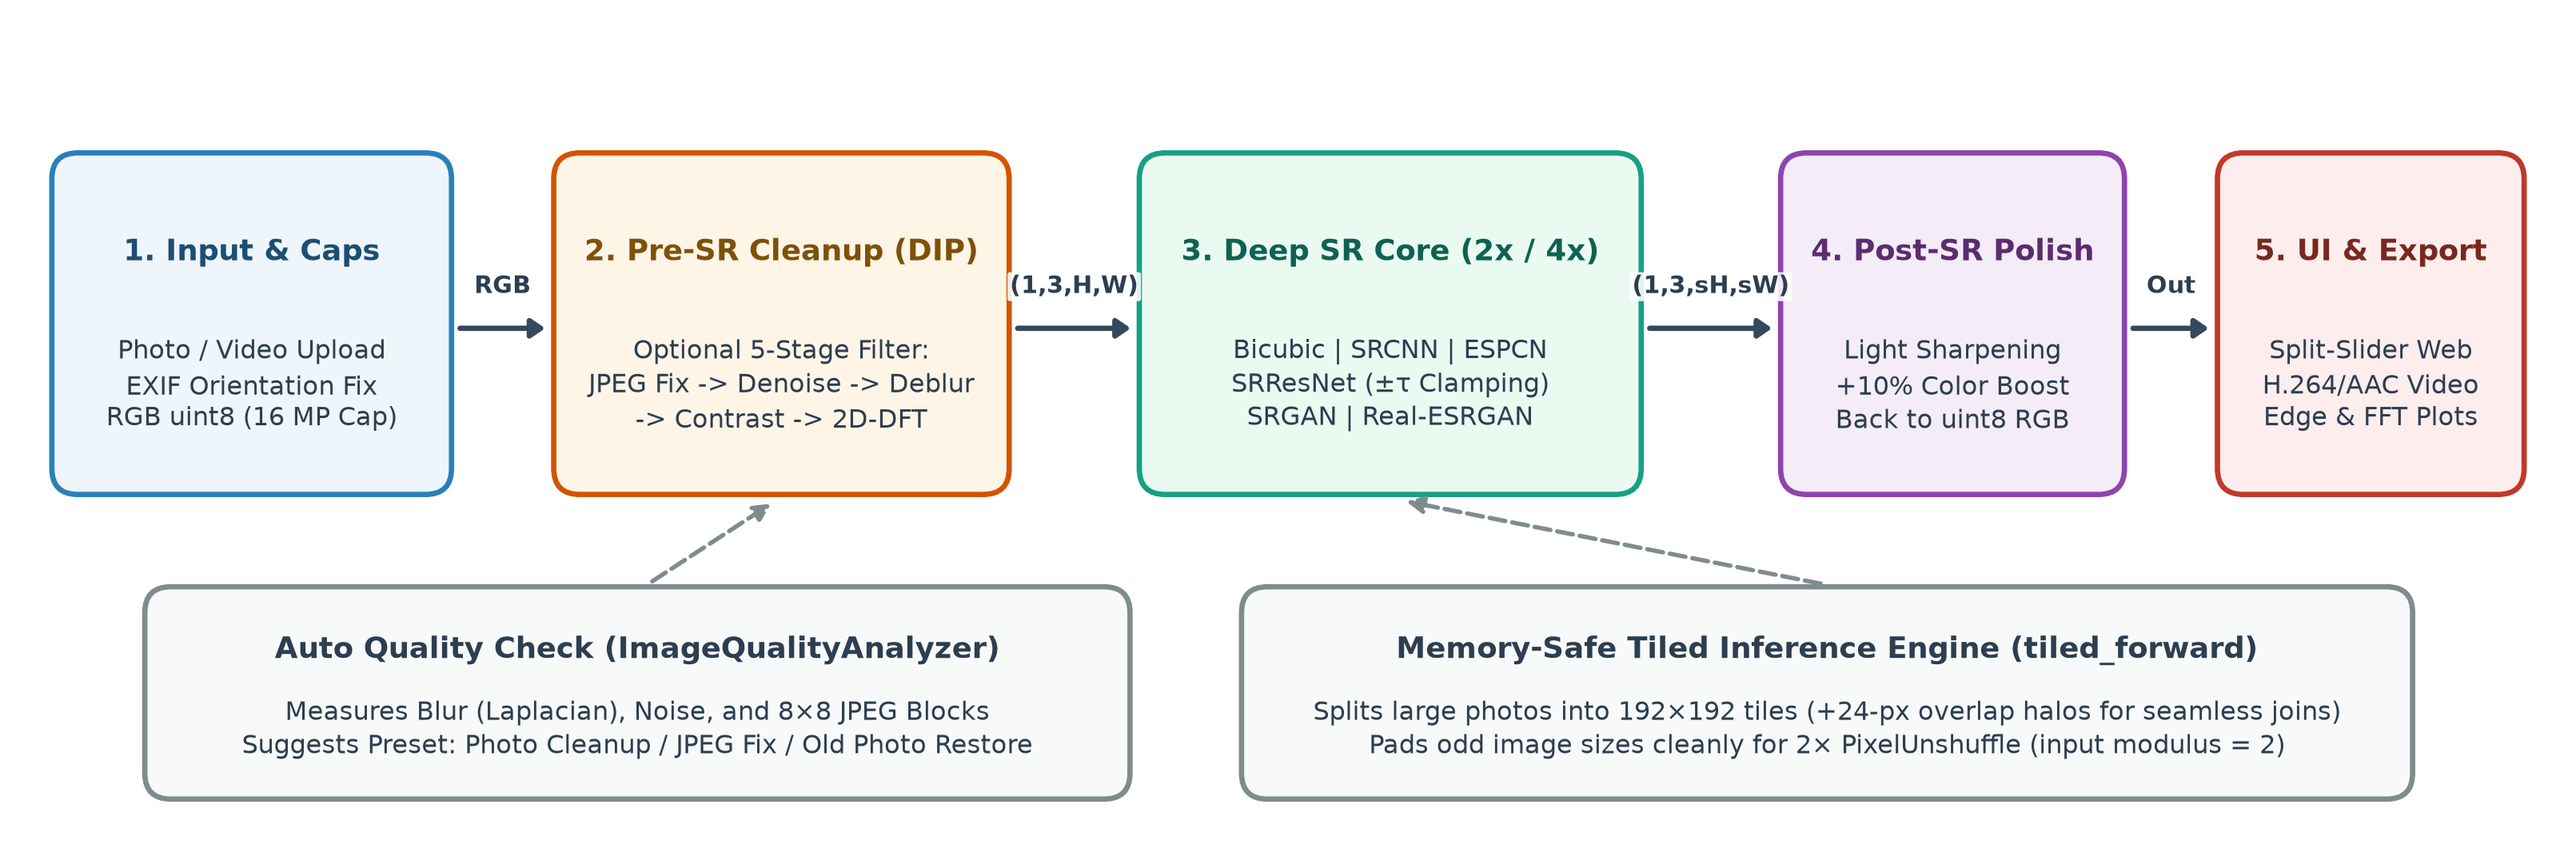 1. Input & Caps
Photo / Video Upload
EXIF Orientation Fix
RGB uint8 (16 MP Cap)
RGB
2. Pre-SR Cleanup (DIP)
Optional 5-Stage Filter:
JPEG Fix -> Denoise -> Deblur
-> Contrast -> 2D-DFT
(1,3,H,W)
3. Deep SR Core (2x / 4x)
Bicubic | SRCNN | ESPCN
SRResNet (±τ Clamping)
SRGAN | Real-ESRGAN
(1,3,sH,sW)
4. Post-SR Polish
Light Sharpening
+10% Color Boost
Back to uint8 RGB
Out
5. UI & Export
Split-Slider Web
H.264/AAC Video
Edge & FFT Plots
Auto Quality Check (ImageQualityAnalyzer)
Measures Blur (Laplacian), Noise, and 8×8 JPEG Blocks
Suggests Preset: Photo Cleanup / JPEG Fix / Old Photo Restore
Memory-Safe Tiled Inference Engine (tiled_forward)
Splits large photos into 192×192 tiles (+24-px overlap halos for seamless joins)
Pads odd image sizes cleanly for 2× PixelUnshuffle (input modulus = 2)